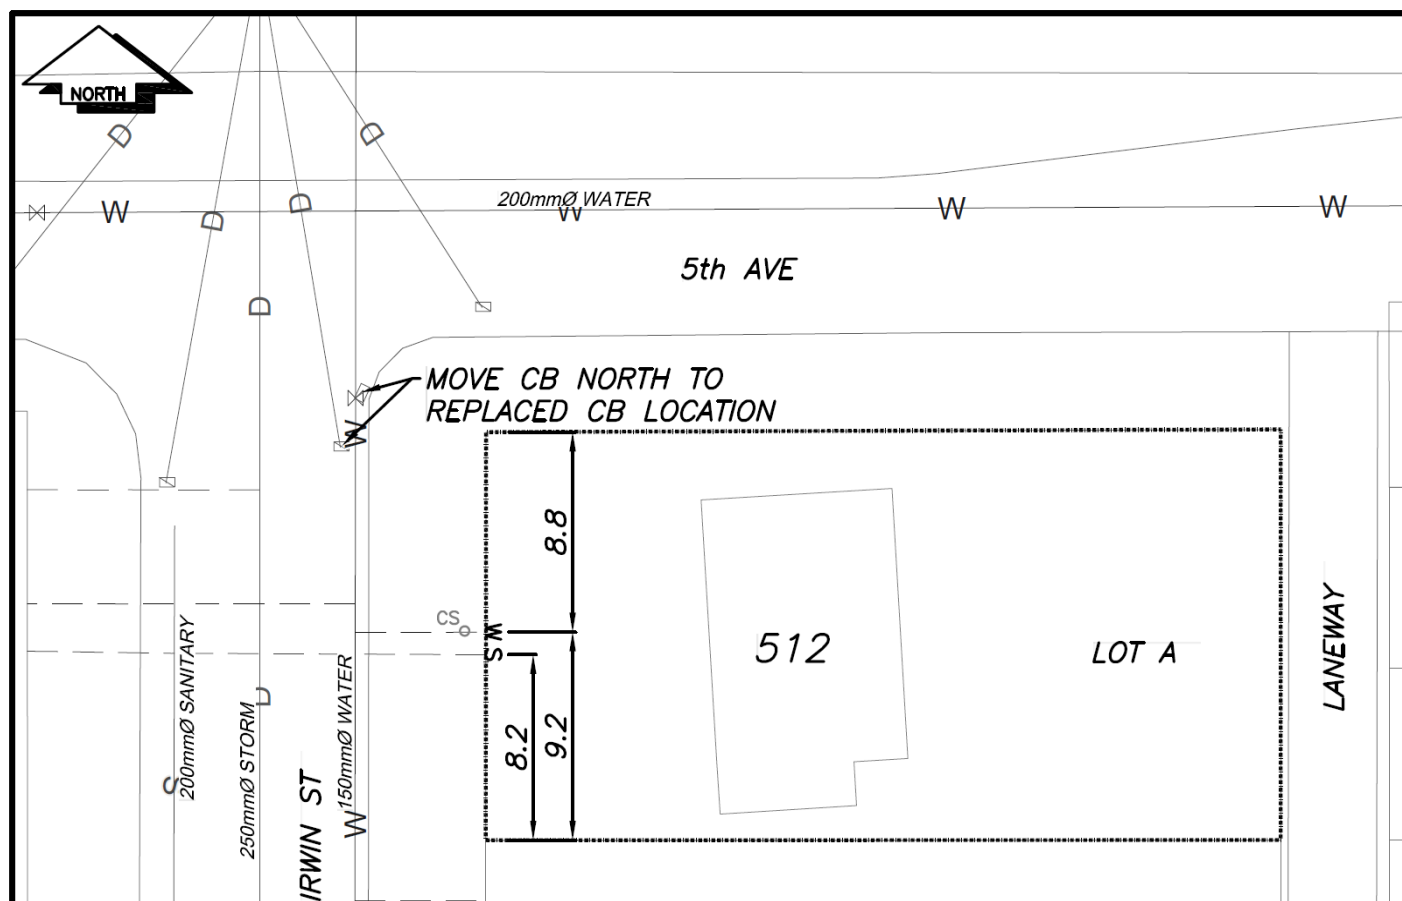 NORTH
D
D
D
D
W
200mmØ WATER
W
W
W
5th AVE
D
MOVE CB NORTH TO
REPLACED CB LOCATION
W
8.8
CS
W
S
512
LOT A
LANEWAY
200mmØ SANITARY
D
150mmØ WATER
250mmØ STORM
8.2
9.2
S
IRWIN ST
W